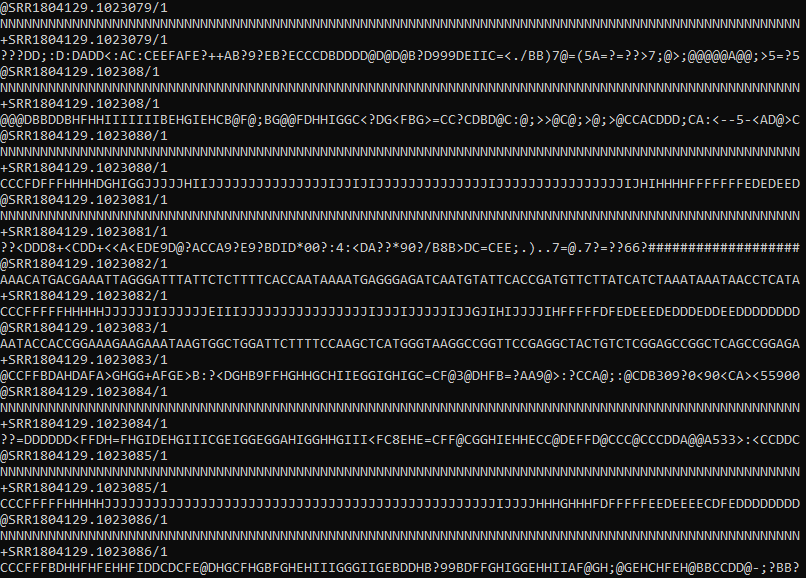 @SRR1804129.1023079/1
NNNNNNNNNNNNNNNNNNNNNNNNNNNNNNNNNNNNNNNNNNNNNNNNNNNNNNNNNNNNNNNNNNNNNNNNNNNNNNNNNNNNNNNNNNNNNNNNNNNN
+SRR1804129.1023079/1
???DD;:D:DADD<:AC:CEEFAFE?++AB?9?EB?ECCCDBDDDD@D@D@B?D999DEIIC=<./BB)7@=(5A=?=??>7;@>;@@@@@A@@;>5=?5
@SRR1804129.102308/1
NNNNNNNNNNNNNNNNNNNNNNNNNNNNNNNNNNNNNNNNNNNNNNNNNNNNNNNNNNNNNNNNNNNNNNNNNNNNNNNNNNNNNNNNNNNNNNNNNNNN
+SRR1804129.102308/1
@@@DBBDDBHFHHIIIIIIIBEHGIEHCB@F@;BG@@FDHHIGGC<?DG<FBG>=CC?CDBD@C:@;>>@C@;>@;>@CCACDDD;CA:<--5-<AD@>C
@SRR1804129.1023080/1
NNNNNNNNNNNNNNNNNNNNNNNNNNNNNNNNNNNNNNNNNNNNNNNNNNNNNNNNNNNNNNNNNNNNNNNNNNNNNNNNNNNNNNNNNNNNNNNNNNNN
+SRR1804129.1023080/1
CCCFDFFFHHHHDGHIGGJJJJJHIIJJJJJJJJJJJJJJJIJJIJIJJJJJJJJJJJJJJIJJJJJJJJJJJJJJJJIJHIHHHHFFFFFFFEDEDEED
@SRR1804129.1023081/1
NNNNNNNNNNNNNNNNNNNNNNNNNNNNNNNNNNNNNNNNNNNNNNNNNNNNNNNNNNNNNNNNNNNNNNNNNNNNNNNNNNNNNNNNNNNNNNNNNNNN
+SRR1804129.1023081/1
??<DDD8+<CDD+<<A<EDE9D@?ACCA9?E9?BDID*00?:4:<DA??*90?/B8B>DC=CEE;.)..7=@.7?=??66?###################
@SRR1804129.1023082/1
AAACATGACGAAATTAGGGATTTATTCTCTTTTCACCAATAAAATGAGGGAGATCAATGTATTCACCGATGTTCTTATCATCTAAATAAATAACCTCATA
+SRR1804129.1023082/1
CCCFFFFFHHHHHJJJJJJJIJJJJJJEIIIJJJJJJJJJJJJJJJJIJJJIJJJJJIJJGJIHIJJJJIHFFFFFDFEDEEEDEDDDEDDEEDDDDDDDD
@SRR1804129.1023083/1
AATACCACCGGAAAGAAGAAATAAGTGGCTGGATTCTTTTCCAAGCTCATGGGTAAGGCCGGTTCCGAGGCTACTGTCTCGGAGCCGGCTCAGCCGGAGA
+SRR1804129.1023083/1
@CCFFBDAHDAFA>GHGG+AFGE>B:?<DGHB9FFHGHHGCHIIEGGIGHIGC=CF@3@DHFB=?AA9@>:?CCA@;:@CDB309?0<90<CA><55900
@SRR1804129.1023084/1
NNNNNNNNNNNNNNNNNNNNNNNNNNNNNNNNNNNNNNNNNNNNNNNNNNNNNNNNNNNNNNNNNNNNNNNNNNNNNNNNNNNNNNNNNNNNNNNNNNNN
+SRR1804129.1023084/1
??=DDDDDD<FFDH=FHGIDEHGIIICGEIGGEGGAHIGGHHGIII<FC8EHE=CFF@CGGHIEHHECC@DEFFD@CCC@CCCDDA@@A533>:<CCDDC
@SRR1804129.1023085/1
NNNNNNNNNNNNNNNNNNNNNNNNNNNNNNNNNNNNNNNNNNNNNNNNNNNNNNNNNNNNNNNNNNNNNNNNNNNNNNNNNNNNNNNNNNNNNNNNNNNN
+SRR1804129.1023085/1
CCCFFFFFHHHHHJJJJJJJJJJJJJJJJJJJJJJJJJJJJJJJJJJJJJJJJJJJJJJJJJIJJJJHHHGHHHFDFFFFFEEDEEEECDFEDDDDDDDD
@SRR1804129.1023086/1
NNNNNNNNNNNNNNNNNNNNNNNNNNNNNNNNNNNNNNNNNNNNNNNNNNNNNNNNNNNNNNNNNNNNNNNNNNNNNNNNNNNNNNNNNNNNNNNNNNNN
+SRR1804129.1023086/1
CCCFFFBDHHFHFEHHFIDDCDCFE@DHGCFHGBFGHEHIIIGGGIIGEBDDHB?99BDFFGHIGGEHHIIAF@GH;@GEHCHFEH@BBCCDD@-;?BB?